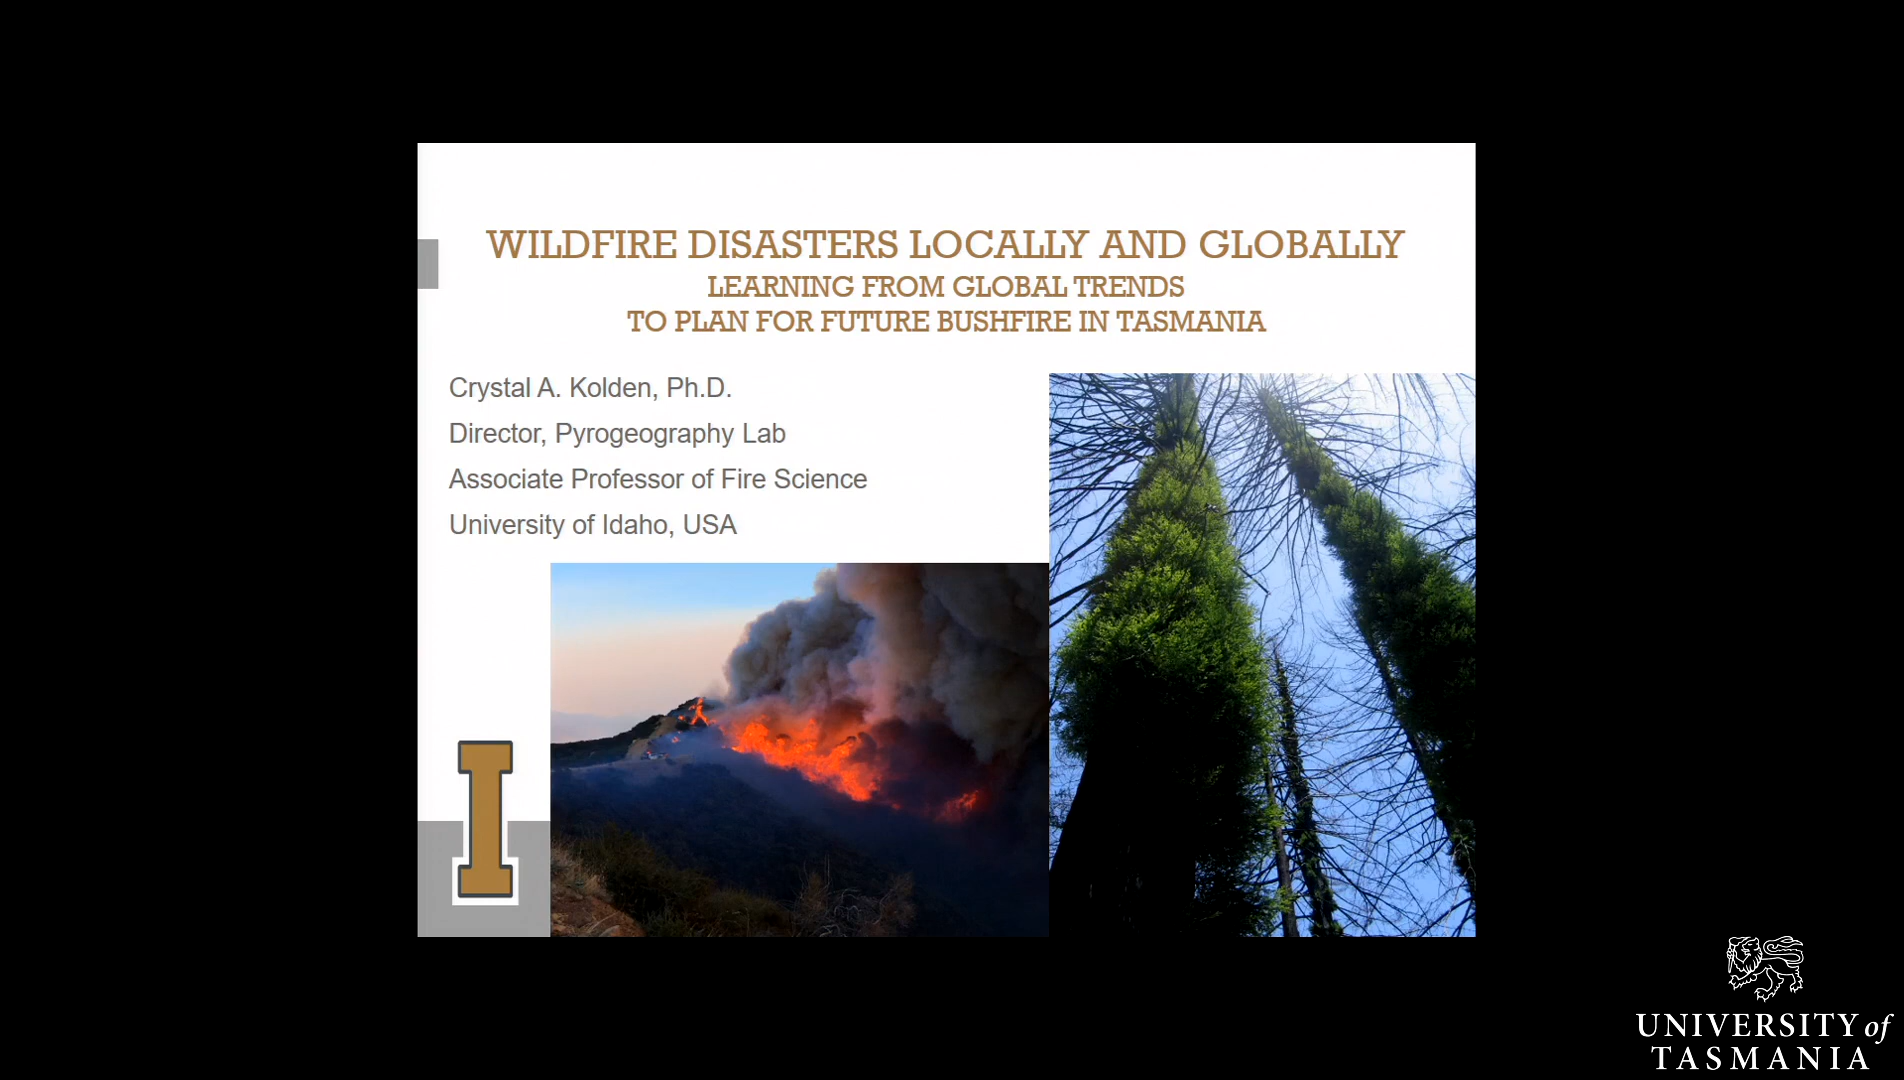 WILDFIRE DISASTERS LOCALLY AND GLOBALLY
LEARNING FROM GLOBAL TRENDS
TO PLAN FOR FUTURE BUSHFIRE IN TASMANIA
Crystal A. Kolden, Ph.D.
Director, Pyrogeography Lab
Associate Professor of Fire Science
University of Idaho, USA
I
UNIVERSITY of
TASMANIA